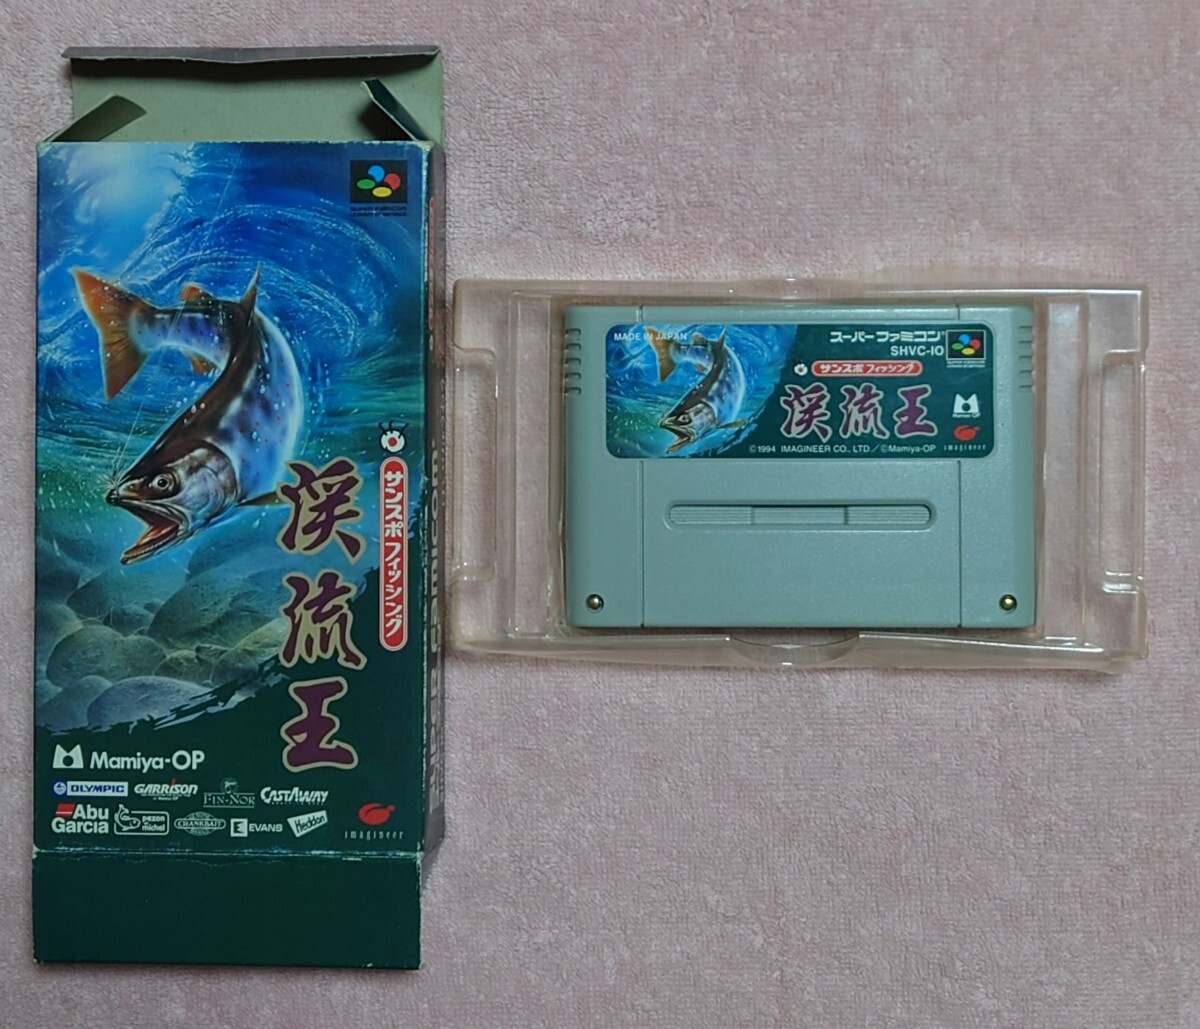 サンスポフィッシング
渓流王
Mamiya-OP
OLYMPIC
GARRISON
FIN-NOR
CASTAWAY
Abu Garcia
pezon michel
CRANKBAIT
EVANS
Heddon
imagineer
MADE IN JAPAN
スーパーファミコン
SHVC-IO
サンスポフィッシング
渓流王
Mamiya-OP
imagineer
©1994 IMAGINEER CO., LTD./©Mamiya-OP